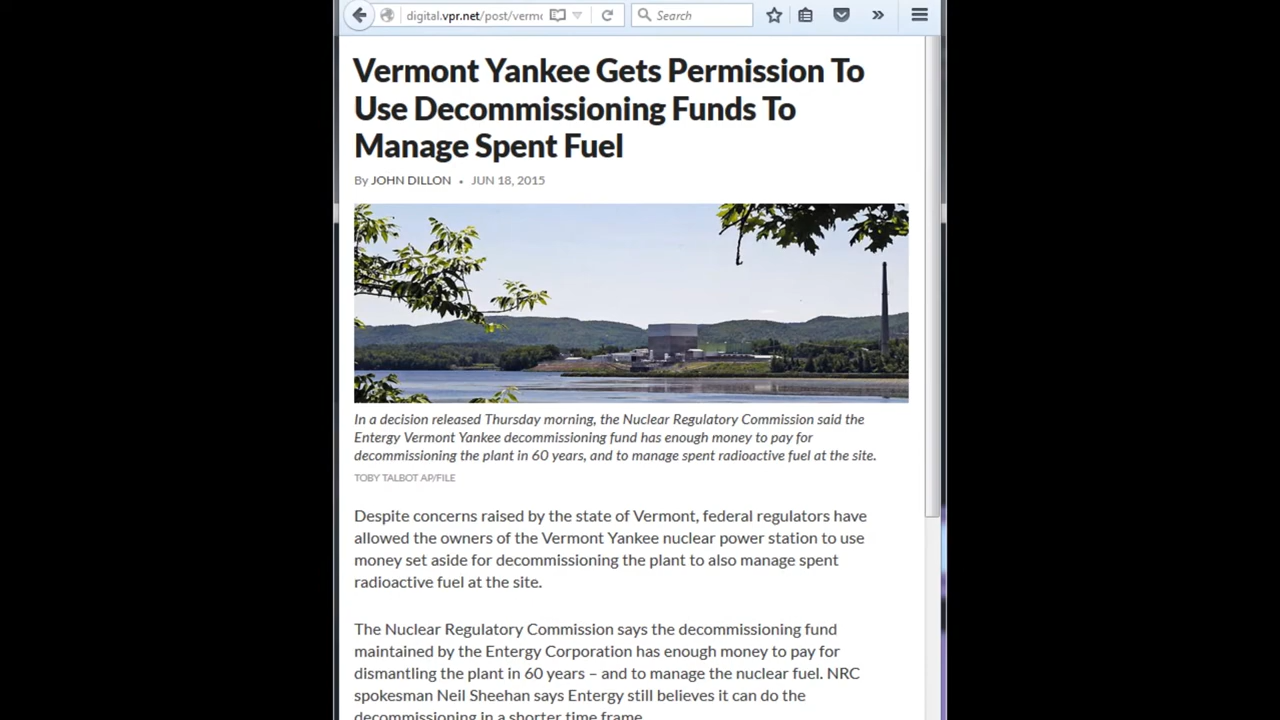 digital.vpr.net/post/vermo
Search
Vermont Yankee Gets Permission To
Use Decommissioning Funds To
Manage Spent Fuel
By JOHN DILLON • JUN 18, 2015
In a decision released Thursday morning, the Nuclear Regulatory Commission said the
Entergy Vermont Yankee decommissioning fund has enough money to pay for
decommissioning the plant in 60 years, and to manage spent radioactive fuel at the site.
TOBY TALBOT AP/FILE
Despite concerns raised by the state of Vermont, federal regulators have
allowed the owners of the Vermont Yankee nuclear power station to use
money set aside for decommissioning the plant to also manage spent
radioactive fuel at the site.
The Nuclear Regulatory Commission says the decommissioning fund
maintained by the Entergy Corporation has enough money to pay for
dismantling the plant in 60 years – and to manage the nuclear fuel. NRC
spokesman Neil Sheehan says Entergy still believes it can do the
decommissioning in a shorter time frame.